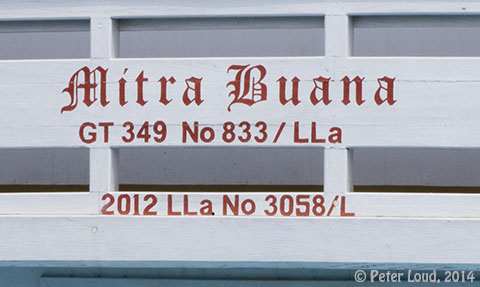 Mitra Buana
GT 349 No 833/LLa
2012 LLa No 3058/L
© Peter Loud, 2014